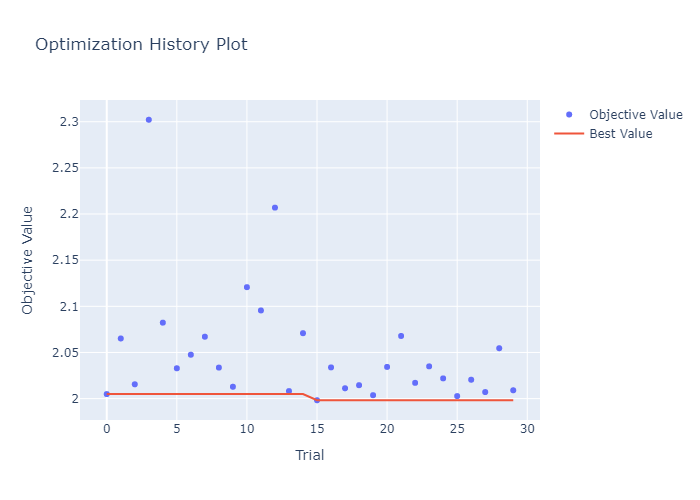 Optimization History Plot
Objective Value
Best Value
2.3
2.25
2.2
2.15
2.1
2.05
2
Objective Value
0 5 10 15 20 25 30
Trial